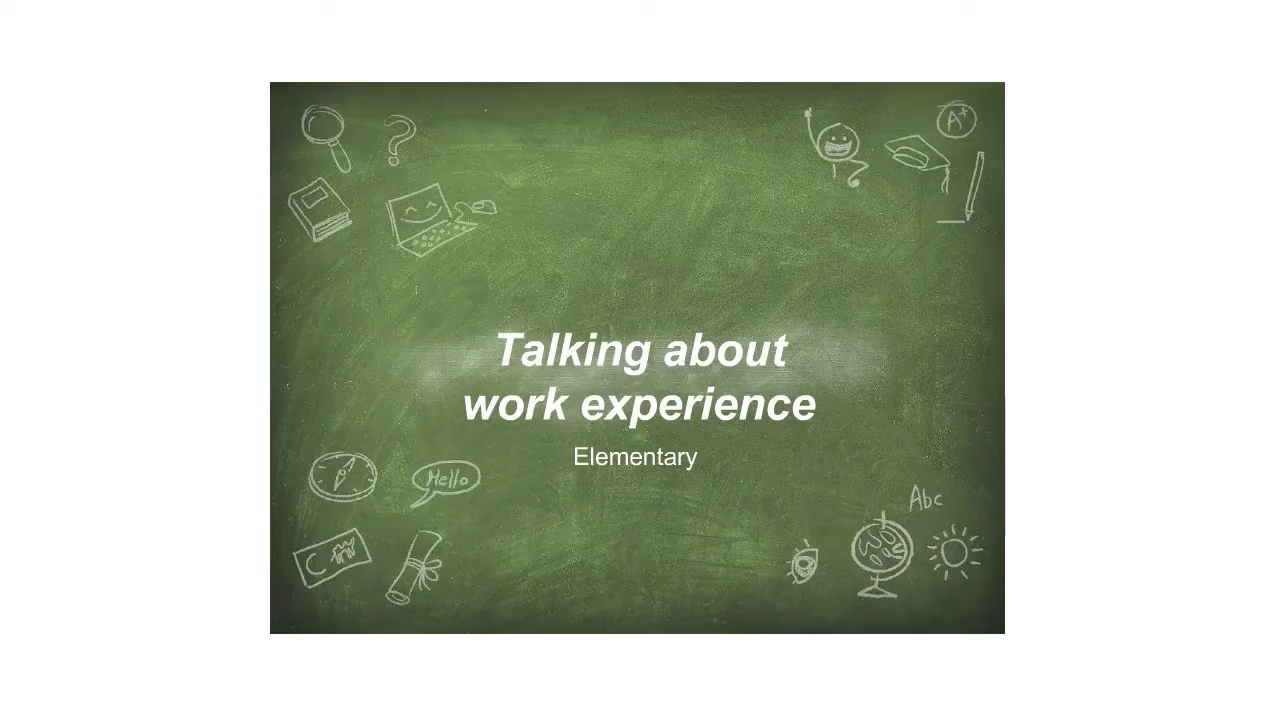 A+
Talking about
work experience
Elementary
Hello
Abc